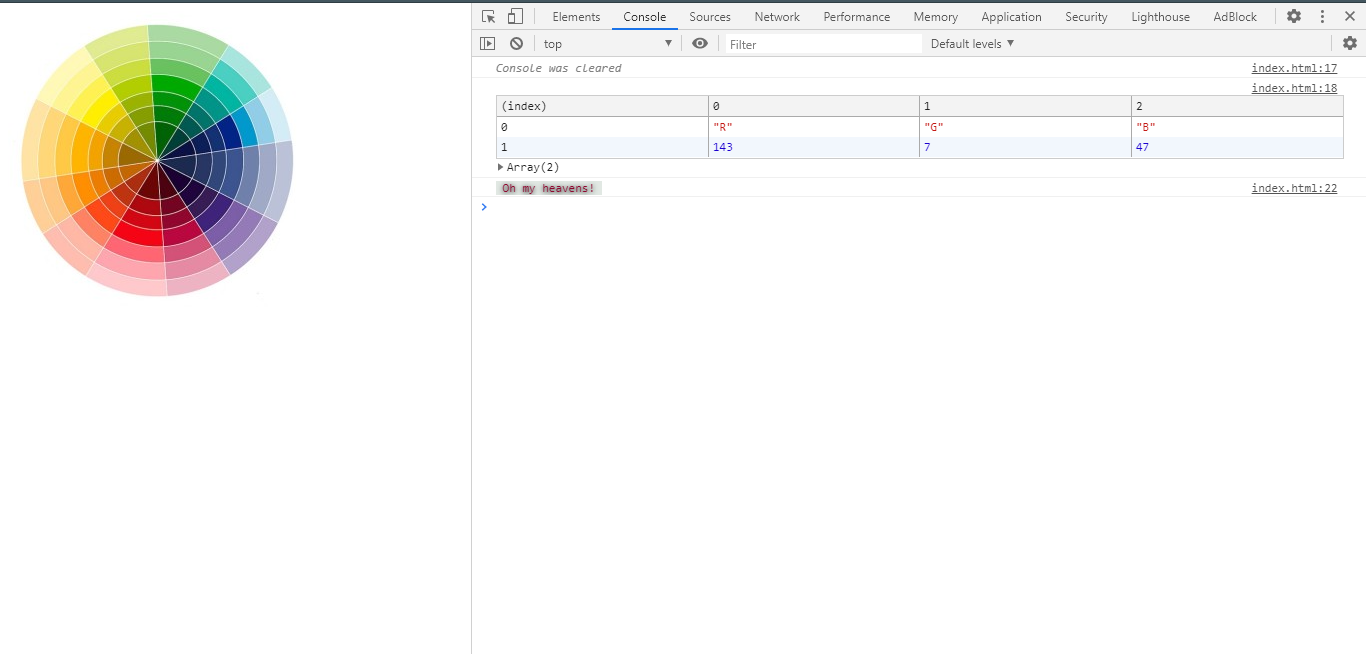 Elements Console Sources Network Performance Memory Application Security Lighthouse AdBlock
top Filter Default levels
Console was cleared index.html:17
index.html:18
(index) 0 1 2
0 "R" "G" "B"
1 143 7 47
Array(2)
Oh my heavens! index.html:22